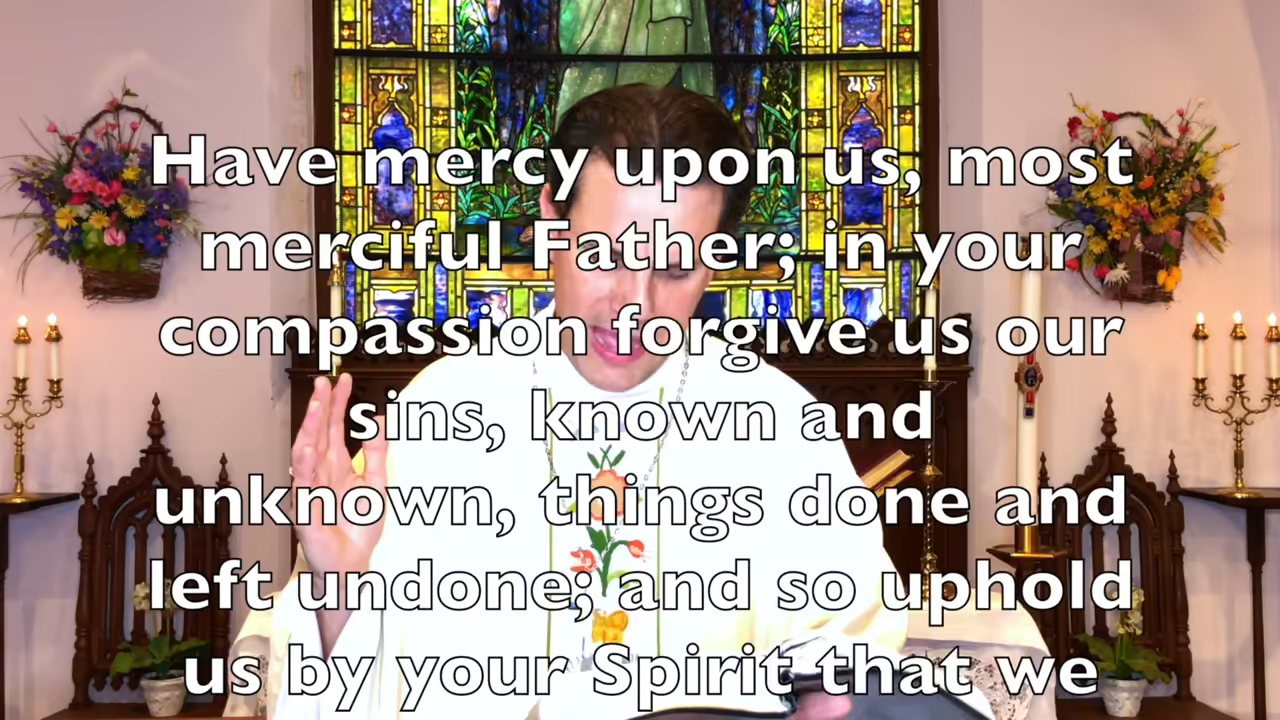 Have mercy upon us, most
merciful Father; in your
compassion forgive us our
sins, known and
unknown, things done and
left undone; and so uphold
us by your Spirit that we